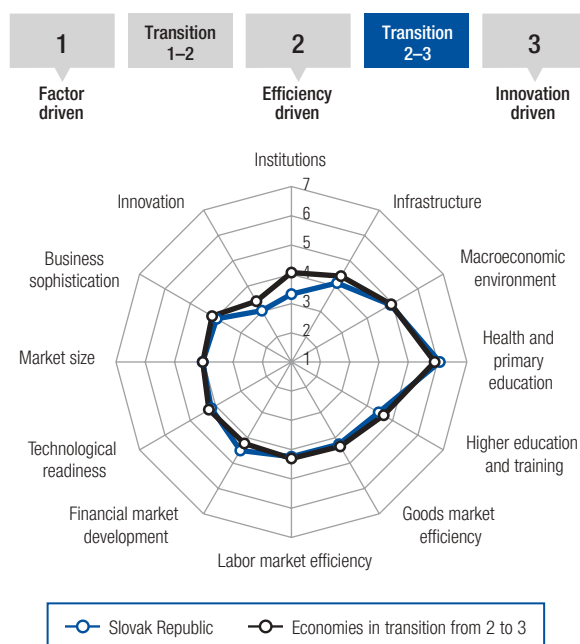 1
Transition
1–2
2
Transition
2–3
3
Factor
driven
Efficiency
driven
Innovation
driven
Institutions
7
6
5
4
3
2
1
Infrastructure
Macroeconomic
environment
Health and
primary
education
Higher education
and training
Goods market
efficiency
Labor market efficiency
Financial market
development
Technological
readiness
Market size
Business
sophistication
Innovation
Slovak Republic
Economies in transition from 2 to 3